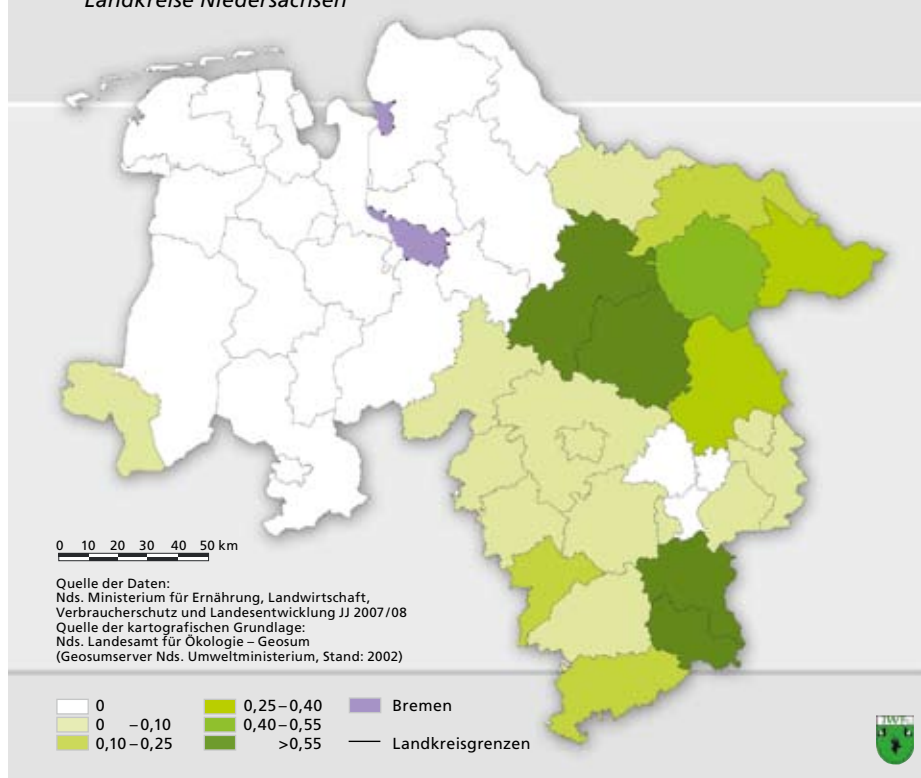 Landkreise Niedersachsen
0 10 20 30 40 50 km
Quelle der Daten:
Nds. Ministerium für Ernährung, Landwirtschaft,
Verbraucherschutz und Landesentwicklung JJ 2007/08
Quelle der kartografischen Grundlage:
Nds. Landesamt für Ökologie – Geosum
(Geosumserver Nds. Umweltministerium, Stand: 2002)
0
0 – 0,10
0,10 – 0,25
0,25 – 0,40
0,40 – 0,55
>0,55
Bremen
Landkreisgrenzen